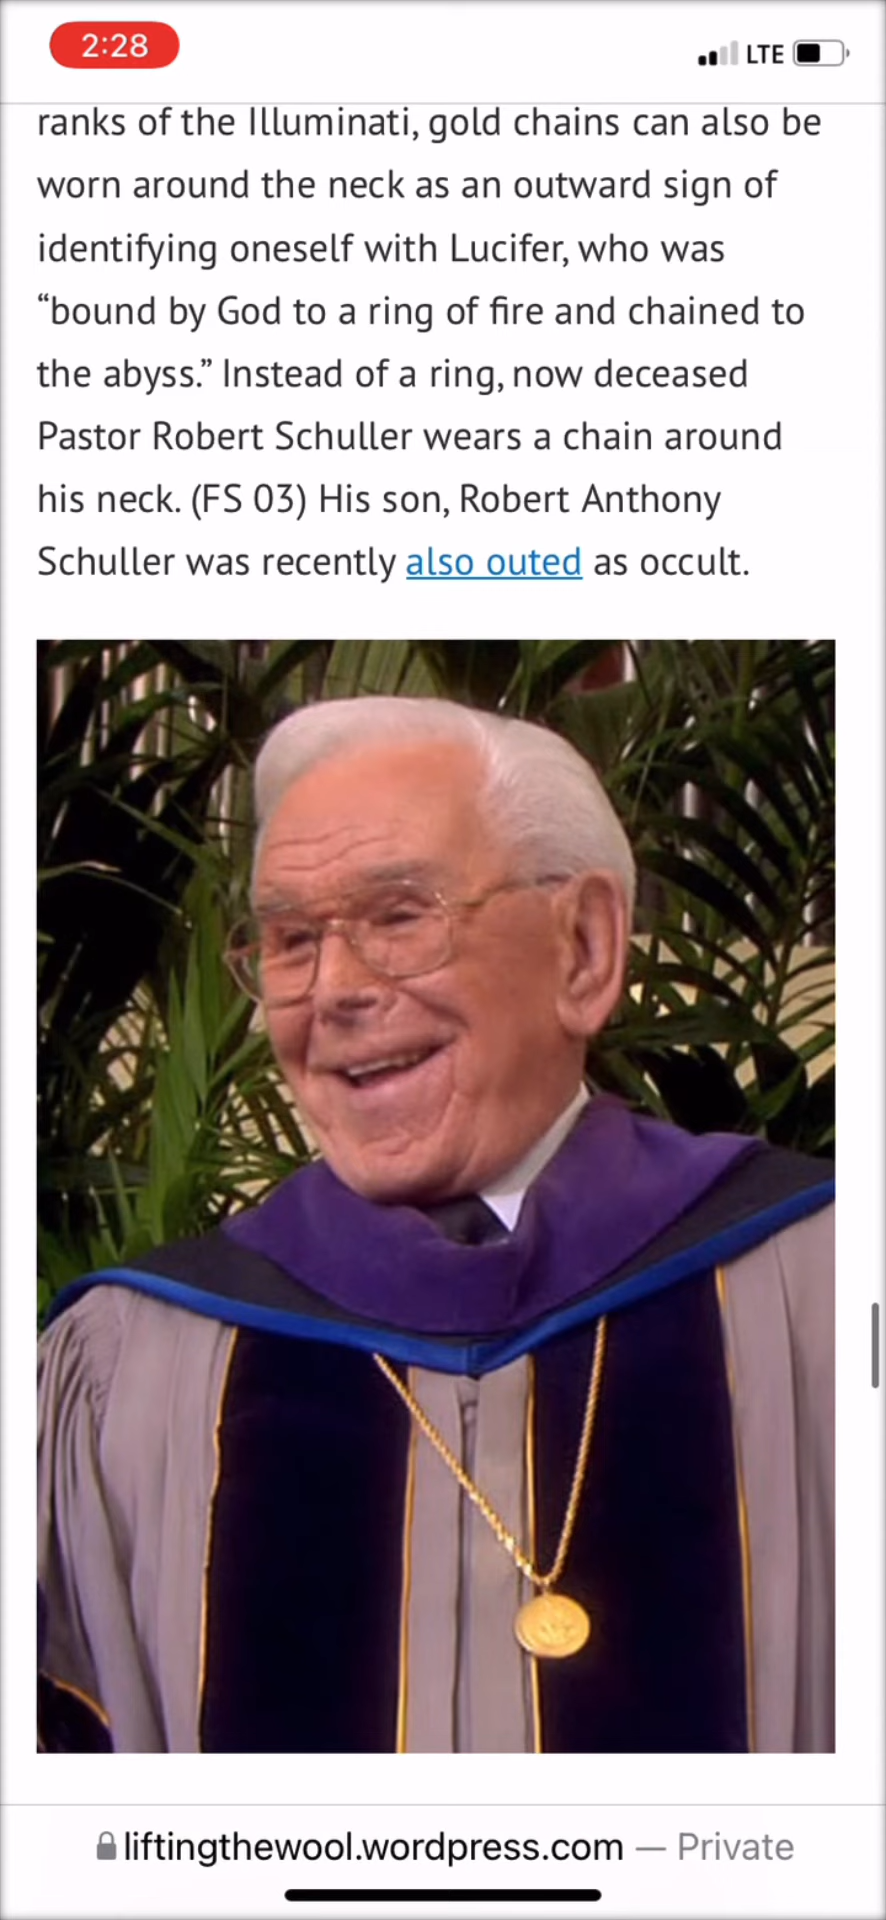 2:28
LTE
ranks of the Illuminati, gold chains can also be
worn around the neck as an outward sign of
identifying oneself with Lucifer, who was
“bound by God to a ring of fire and chained to
the abyss.” Instead of a ring, now deceased
Pastor Robert Schuller wears a chain around
his neck. (FS 03) His son, Robert Anthony
Schuller was recently also outed as occult.
liftingthewool.wordpress.com — Private